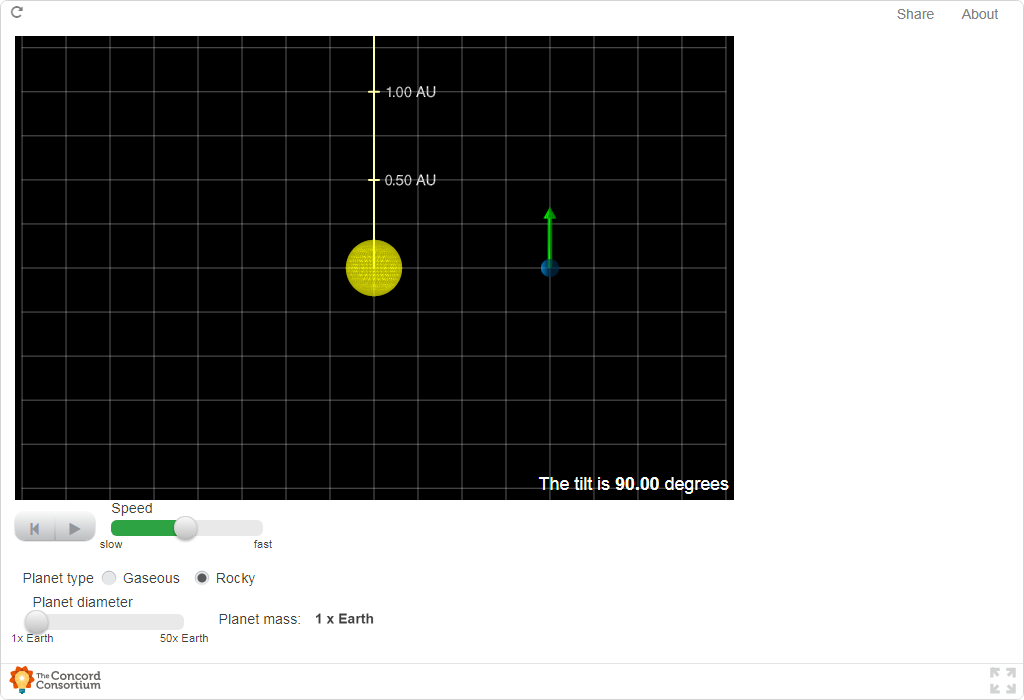 Share About
1.00 AU
0.50 AU
The tilt is 90.00 degrees
Speed
slow fast
Planet type Gaseous Rocky
Planet diameter
Planet mass: 1 x Earth
1x Earth 50x Earth
The Concord
Consortium